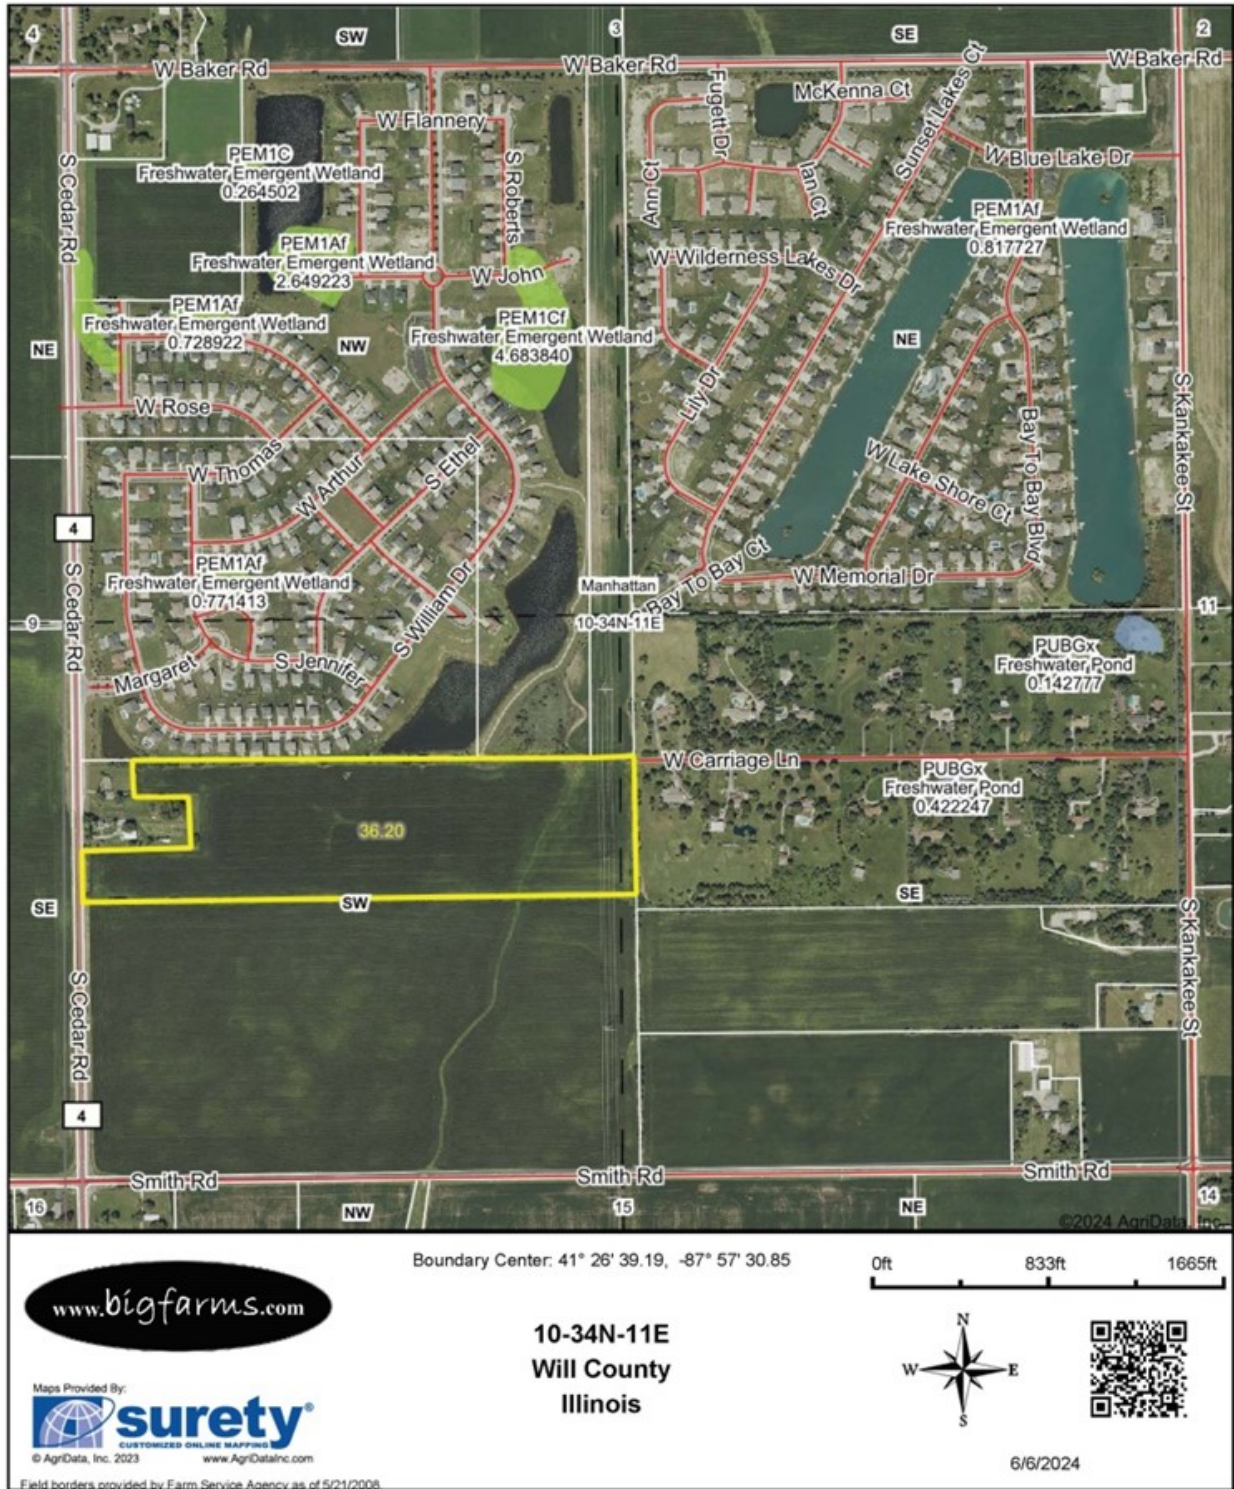 4
SW
3
SE
2
W Baker Rd
W Baker Rd
W Baker Rd
W Flannery
S Roberts
Fugett Dr
McKenna Ct
Sunset Lakes Ct
W Blue Lake Dr
Ann Ct
Ian Ct
S Cedar Rd
PEM1C
Freshwater Emergent Wetland
0.264502
PEM1Af
Freshwater Emergent Wetland
2.649223
W John
PEM1Af
Freshwater Emergent Wetland
0.817727
W Wilderness Lakes Dr
PEM1Af
Freshwater Emergent Wetland
0.728922
PEM1Cf
Freshwater Emergent Wetland
4.683840
NE
NW
NE
Lily Dr
W Rose
W Thomas
W Arthur
S Ethel
W Lake Shore Ct
Bay To Bay Blvd
S Kankakee St
4
PEM1Af
Freshwater Emergent Wetland
0.771413
S Cedar Rd
S William Dr
Manhattan
S Bay To Bay Ct
W Memorial Dr
9
10-34N-11E
11
Margaret
S Jennifer
PUBGx
Freshwater Pond
0.142777
W Carriage Ln
PUBGx
Freshwater Pond
0.422247
36.20
SE
SW
SE
S Kankakee St
S Cedar Rd
4
Smith Rd
Smith Rd
Smith Rd
16
NW
15
NE
14
©2024 AgriData, Inc.
Boundary Center: 41° 26' 39.19, -87° 57' 30.85
0ft 833ft 1665ft
www.bigfarms.com
10-34N-11E
Will County
Illinois
N
W E
S
Maps Provided By:
surety®
CUSTOMIZED ONLINE MAPPING
© AgriData, Inc. 2023 www.AgriDataInc.com
6/6/2024
Field borders provided by Farm Service Agency as of 5/21/2008.